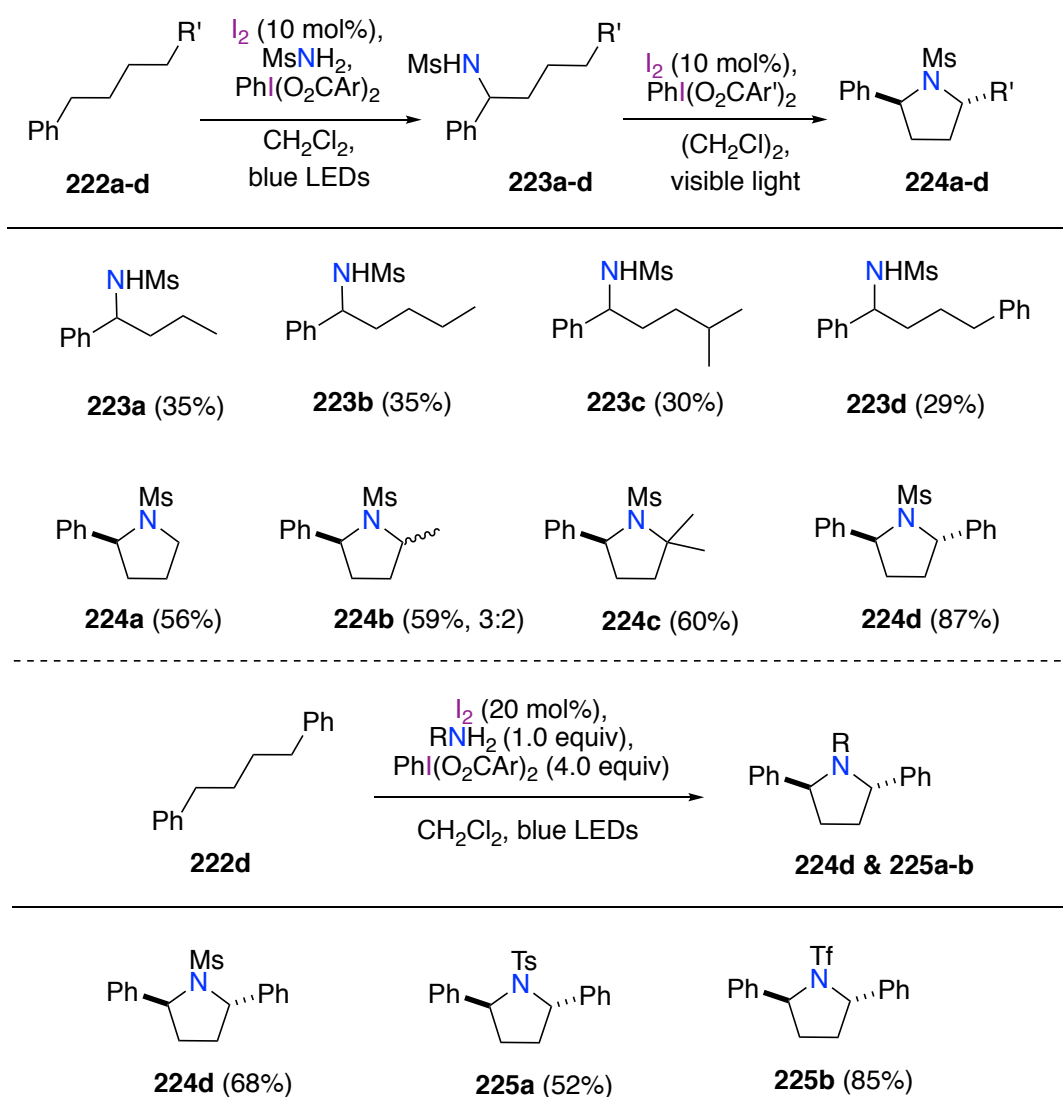 I2 (10 mol%),
MsNH2,
PhI(O2CAr)2
CH2Cl2,
blue LEDs
R'
Ph
222a-d
MsHN
R'
Ph
223a-d
I2 (10 mol%),
PhI(O2CAr')2
(CH2Cl)2,
visible light
Ms
N
Ph
R'
224a-d
NHMs
Ph
223a (35%)
NHMs
Ph
223b (35%)
NHMs
Ph
223c (30%)
NHMs
Ph
Ph
223d (29%)
Ms
N
Ph
224a (56%)
Ms
N
Ph
224b (59%, 3:2)
Ms
N
Ph
224c (60%)
Ms
N
Ph
Ph
224d (87%)
Ph
Ph
222d
I2 (20 mol%),
RNH2 (1.0 equiv),
PhI(O2CAr)2 (4.0 equiv)
CH2Cl2, blue LEDs
R
N
Ph
Ph
224d & 225a-b
Ms
N
Ph
Ph
224d (68%)
Ts
N
Ph
Ph
225a (52%)
Tf
N
Ph
Ph
225b (85%)